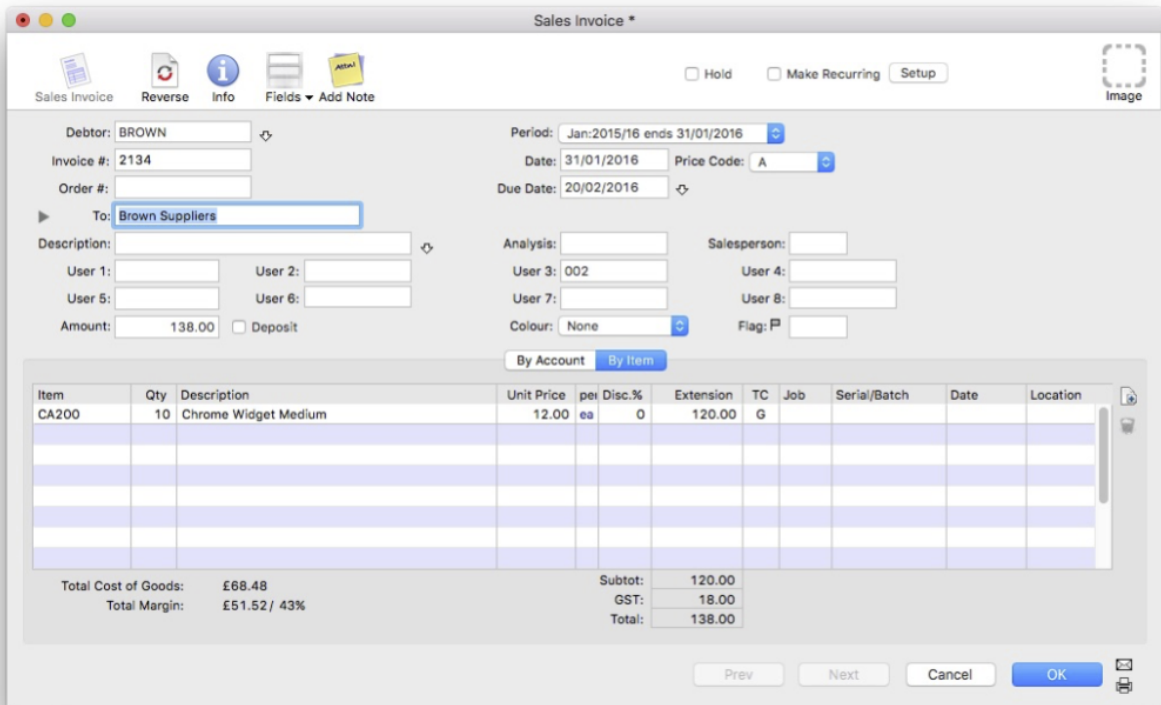 Sales Invoice *
Hold Make Recurring Setup
Sales Invoice Reverse Info Fields Add Note Image
Debtor: BROWN Period: Jan:2015/16 ends 31/01/2016
Invoice #: 2134 Date: 31/01/2016 Price Code: A
Order #: Due Date: 20/02/2016
To: Brown Suppliers
Description: Analysis: Salesperson:
User 1: User 2: User 3: 002 User 4:
User 5: User 6: User 7: User 8:
Amount: 138.00 Deposit Colour: None Flag:
By Account By Item
Item Qty Description Unit Price per Disc.% Extension TC Job Serial/Batch Date Location
CA200 10 Chrome Widget Medium 12.00 ea 0 120.00 G
Total Cost of Goods: £68.48 Subtot: 120.00
Total Margin: £51.52/ 43% GST: 18.00
Total: 138.00
Prev Next Cancel OK